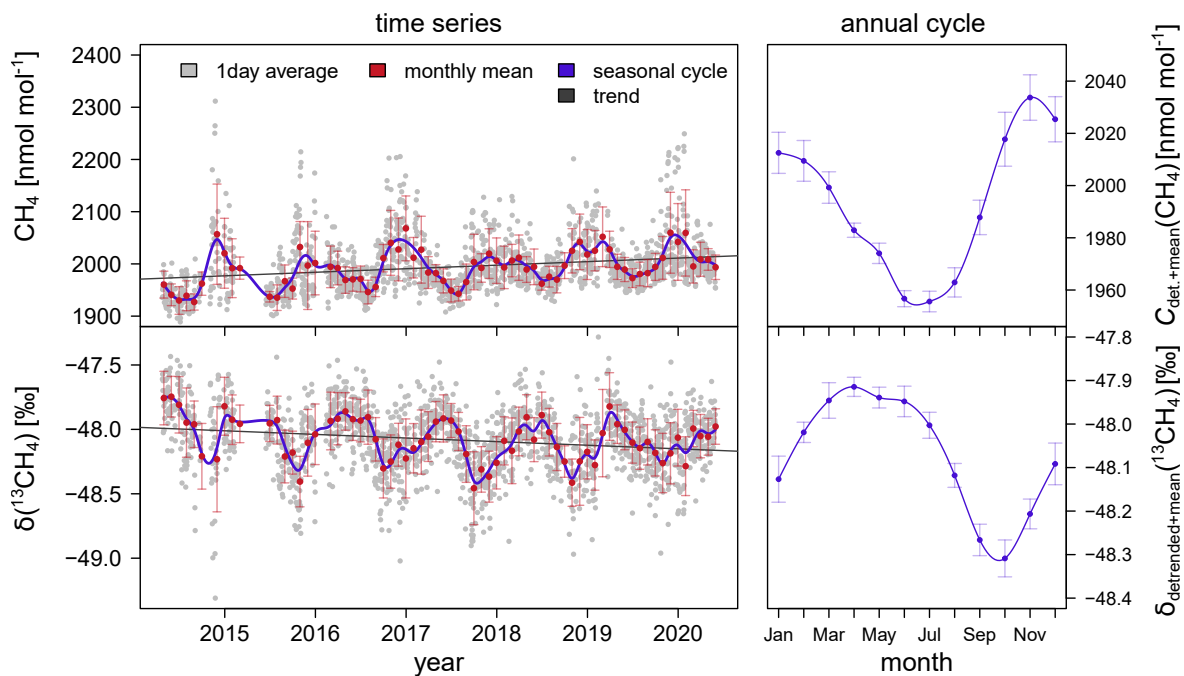 time series
annual cycle
CH₄ [nmol mol⁻¹]
2400
2300
2200
2100
2000
1900
1day average
monthly mean
seasonal cycle
trend
2040
2020
2000
1980
1960
C det.+mean(CH₄) [nmol mol⁻¹]
δ(¹³CH₄) [‰]
−47.5
−48.0
−48.5
−49.0
−47.8
−47.9
−48.0
−48.1
−48.2
−48.3
−48.4
δ detrended+mean(¹³CH₄) [‰]
2015 2016 2017 2018 2019 2020
year
Jan Mar May Jul Sep Nov
month